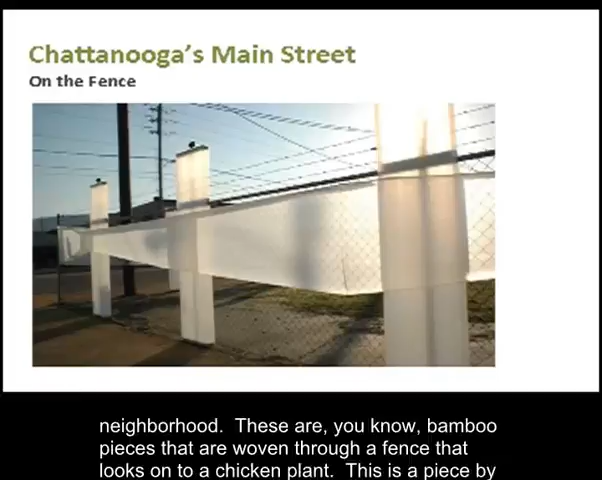 Chattanooga's Main Street
On the Fence
neighborhood.  These are, you know, bamboo
pieces that are woven through a fence that
looks on to a chicken plant.  This is a piece by